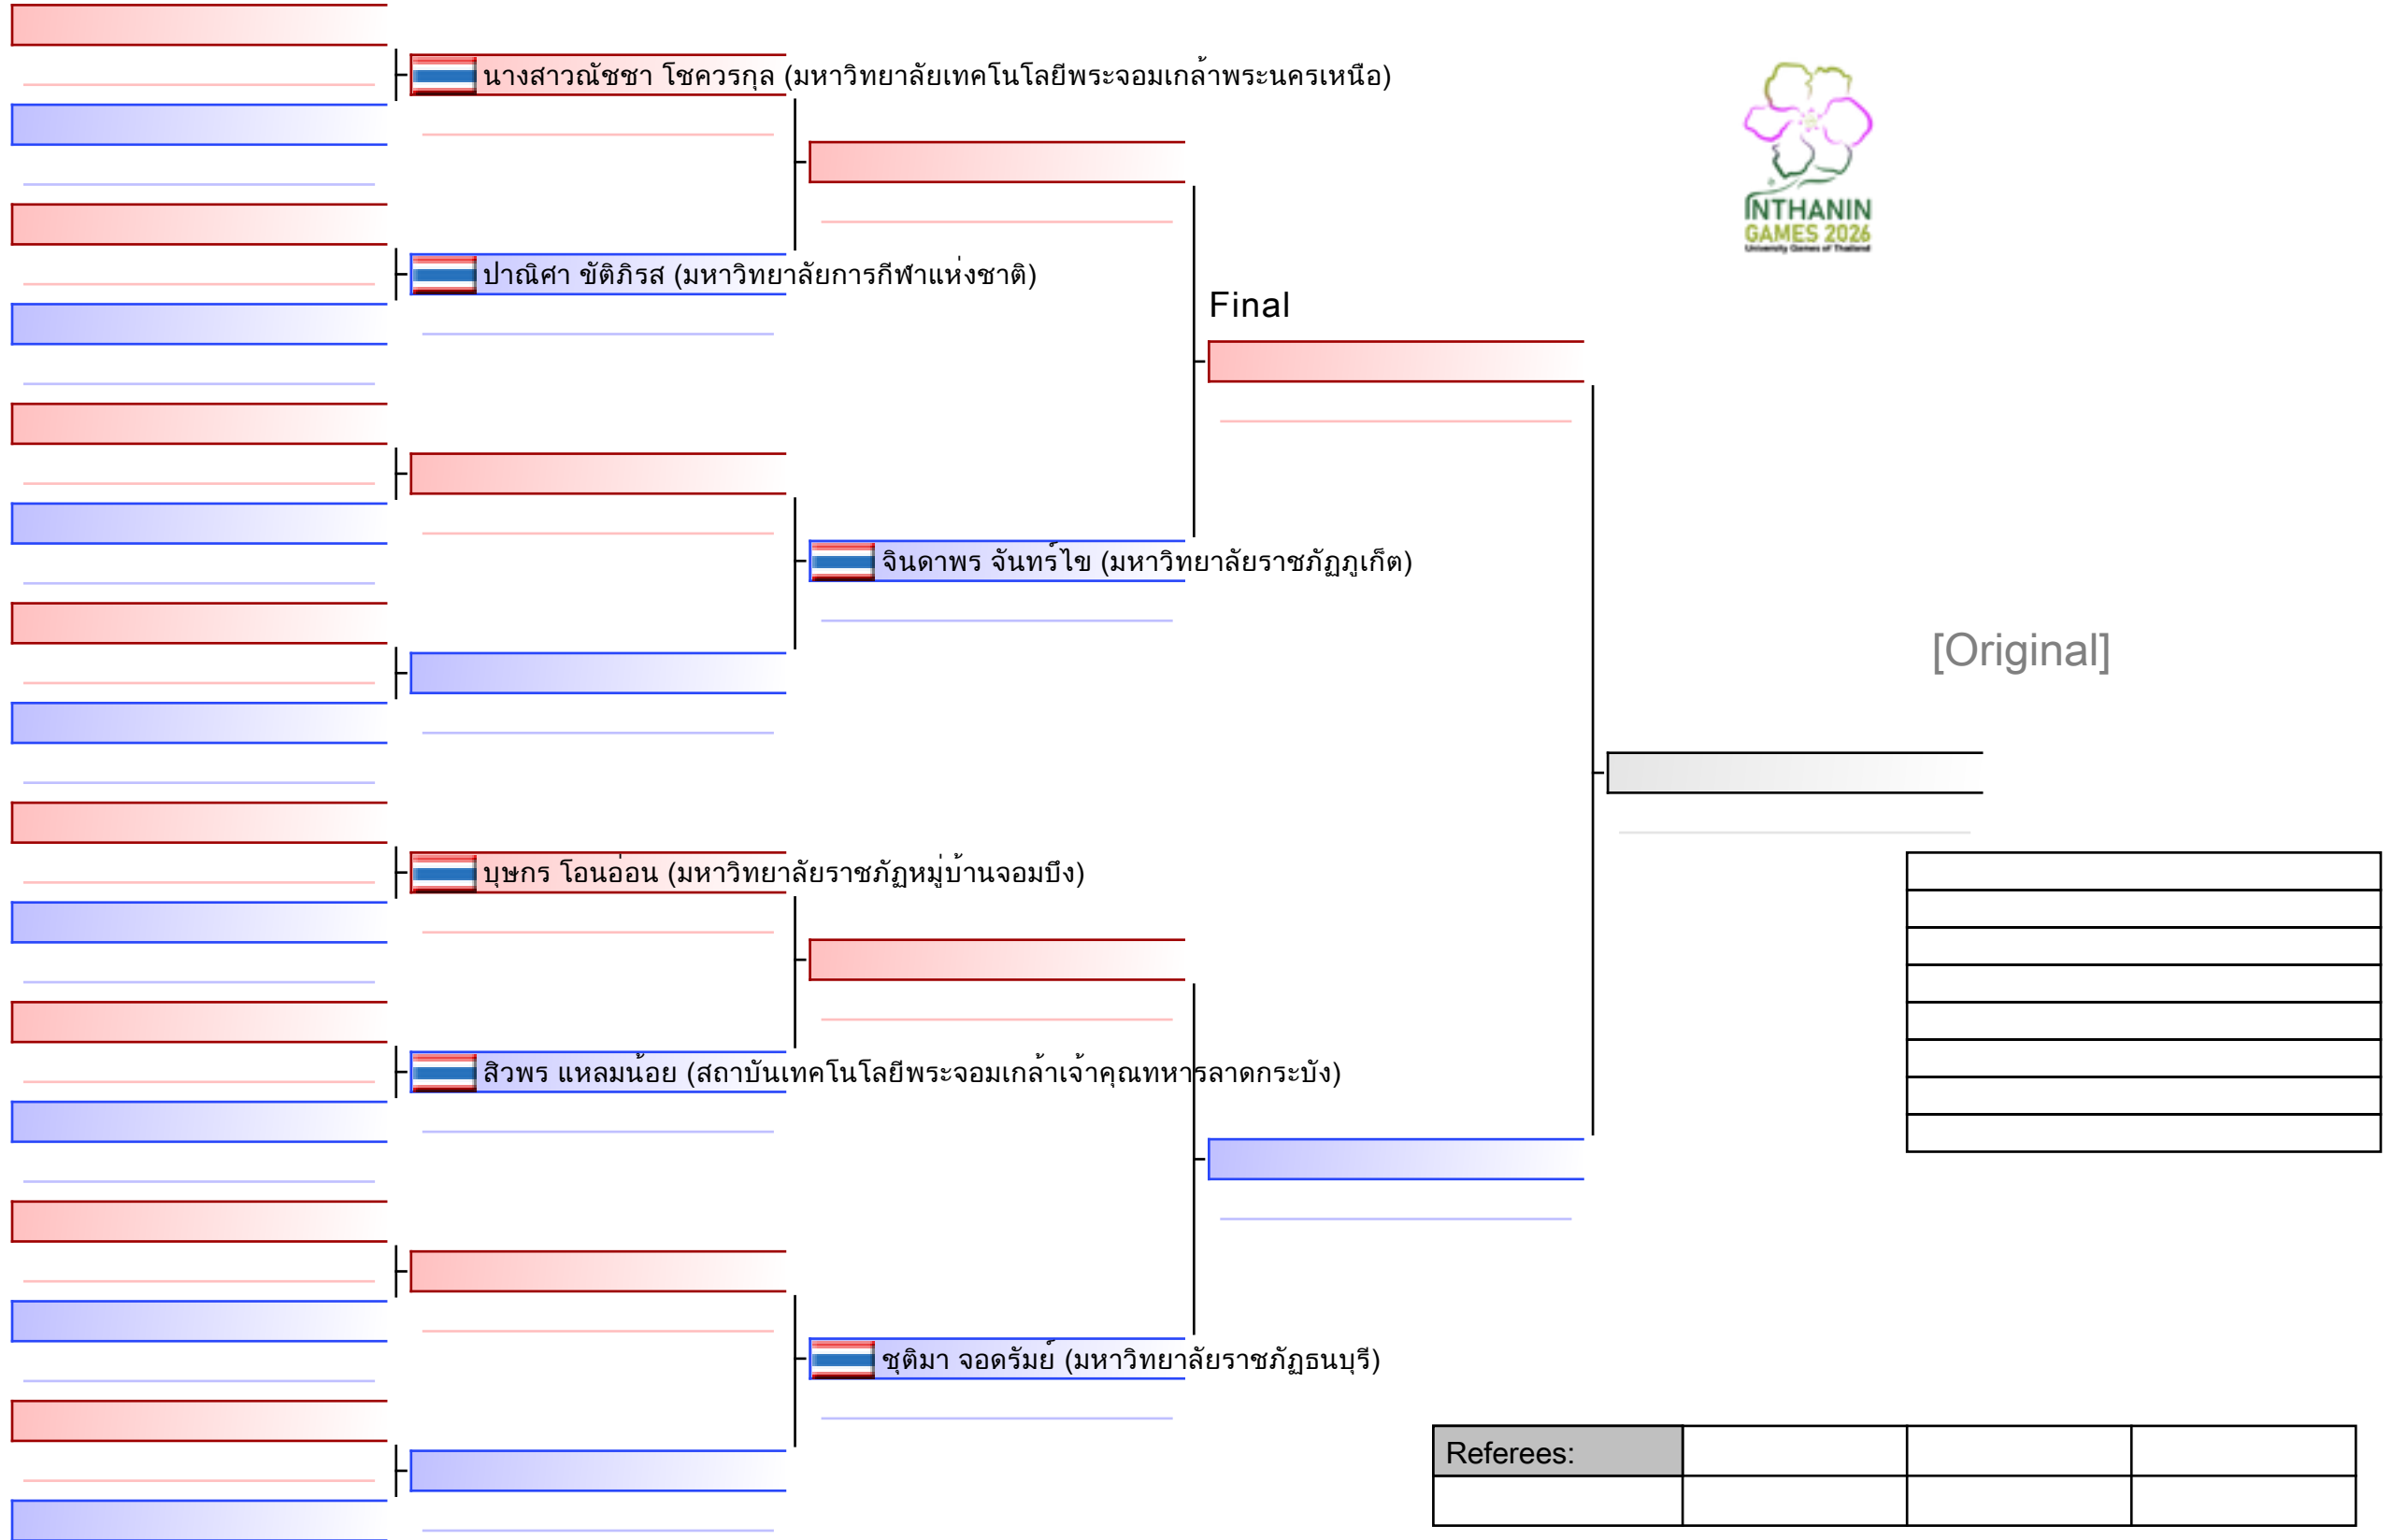 นางสาวณัชชา โชควรกุล (มหาวิทยาลัยเทคโนโลยีพระจอมเกล้าพระนครเหนือ)
INTHANIN
GAMES 2026
University Games of Thailand
ปาณิศา ขัติภิรส (มหาวิทยาลัยการกีฬาแห่งชาติ)
Final
จินดาพร จันทร์ไข (มหาวิทยาลัยราชภัฏภูเก็ต)
[Original]
บุษกร โอนอ่อน (มหาวิทยาลัยราชภัฏหมู่บ้านจอมบึง)
สิวพร แหลมน้อย (สถาบันเทคโนโลยีพระจอมเกล้าเจ้าคุณทหารลาดกระบัง)
ชุติมา จอดรัมย์ (มหาวิทยาลัยราชภัฏธนบุรี)
Referees: